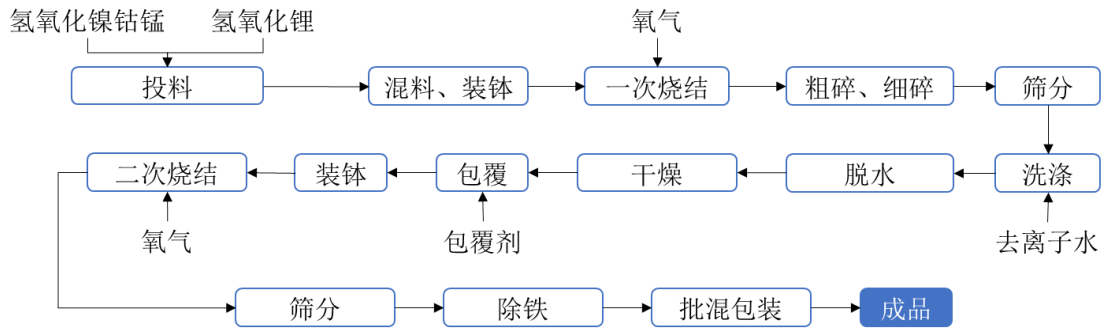 氢氧化镍钴锰
氢氧化锂
氧气
投料
混料、装钵
一次烧结
粗碎、细碎
筛分
二次烧结
装钵
包覆
干燥
脱水
洗涤
氧气
包覆剂
去离子水
筛分
除铁
批混包装
成品